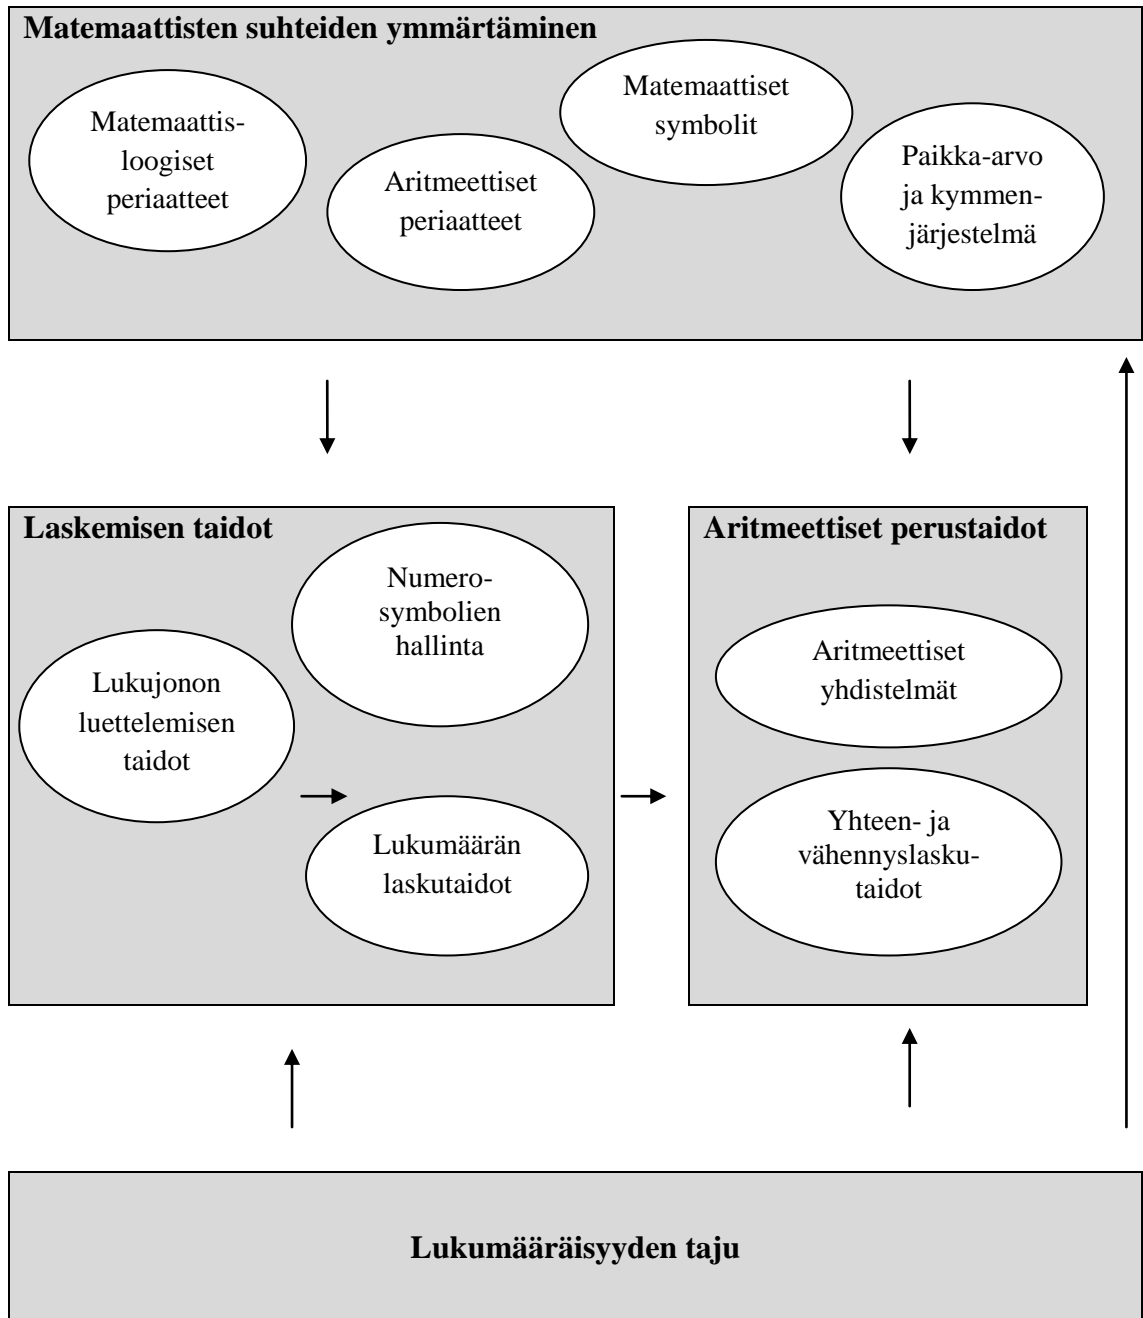 Matemaattisten suhteiden ymmärtäminen
Matemaattis-
loogiset
periaatteet
Aritmeettiset
periaatteet
Matemaattiset
symbolit
Paikka-arvo
ja kymmen-
järjestelmä
Laskemisen taidot
Numero-
symbolien
hallinta
Lukujonon
luettelemisen
taidot
Lukumäärän
laskutaidot
Aritmeettiset perustaidot
Aritmeettiset
yhdistelmät
Yhteen- ja
vähennyslasku-
taidot
Lukumääräisyyden taju